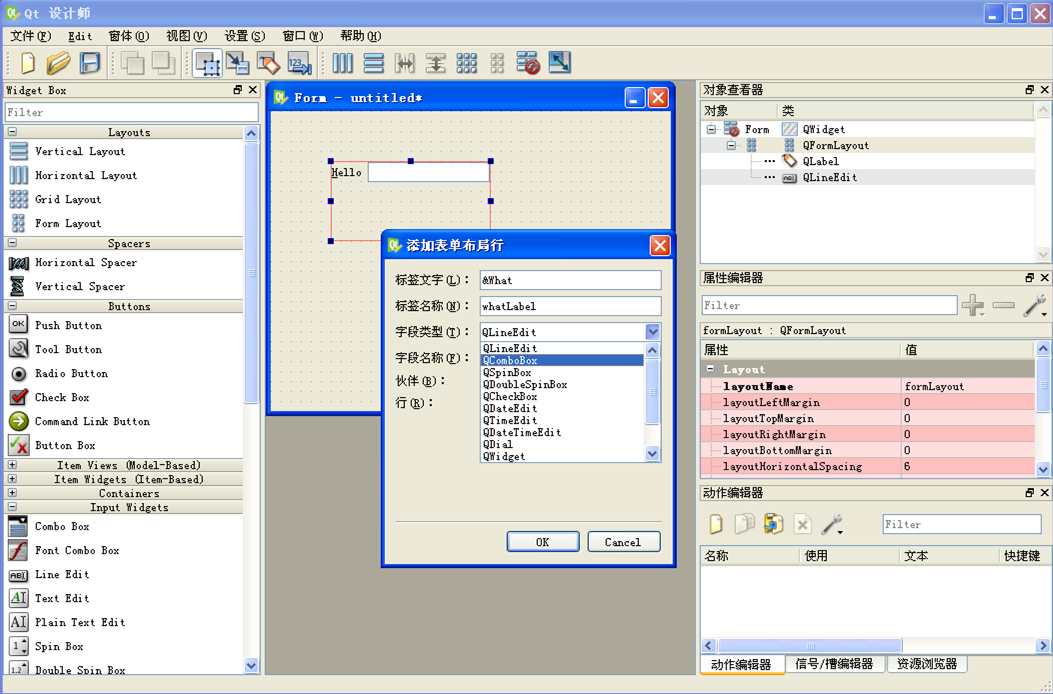 Qt 设计师
文件(F) Edit 窗体(O) 视图(V) 设置(S) 窗口(W) 帮助(H)
Widget Box
Filter
Layouts
Vertical Layout
Horizontal Layout
Grid Layout
Form Layout
Spacers
Horizontal Spacer
Vertical Spacer
Buttons
OK Push Button
Tool Button
Radio Button
Check Box
Command Link Button
Button Box
Item Views (Model-Based)
Item Widgets (Item-Based)
Containers
Input Widgets
Combo Box
Font Combo Box
Line Edit
Text Edit
Plain Text Edit
Spin Box
Double Spin Box
Form - untitled*
Hello
添加表单布局行
标签文字(L)： &What
标签名称(N)： whatLabel
字段类型(T)： QLineEdit
字段名称(F)：
伙伴(B)：
行(R)：
QLineEdit
QComboBox
QSpinBox
QDoubleSpinBox
QCheckBox
QDateEdit
QTimeEdit
QDateTimeEdit
QDial
QWidget
OK Cancel
对象查看器
对象 类
Form QWidget
QFormLayout
QLabel
QLineEdit
属性编辑器
Filter
formLayout : QFormLayout
属性 值
Layout
layoutName formLayout
layoutLeftMargin 0
layoutTopMargin 0
layoutRightMargin 0
layoutBottomMargin 0
layoutHorizontalSpacing 6
动作编辑器
Filter
名称 使用 文本 快捷键
动作编辑器 信号/槽编辑器 资源浏览器